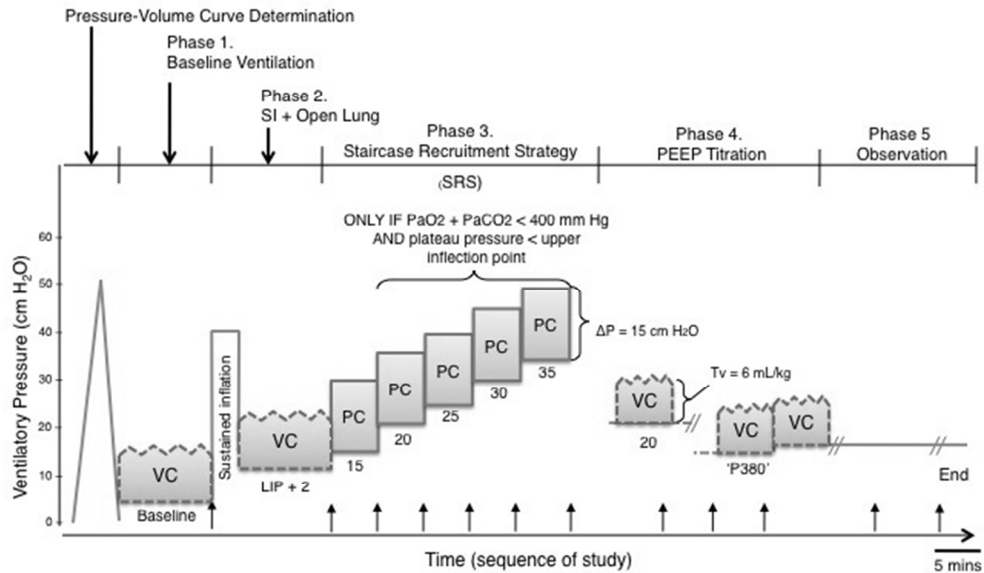 Pressure-Volume Curve Determination
Phase 1.
Baseline Ventilation
Phase 2.
SI + Open Lung
Phase 3.
Staircase Recruitment Strategy
(SRS)
Phase 4.
PEEP Titration
Phase 5
Observation
ONLY IF PaO2 + PaCO2 < 400 mm Hg
AND plateau pressure < upper
inflection point
Ventilatory Pressure (cm H2O)
60
50
40
30
20
10
0
VC
Baseline
Sustained inflation
VC
LIP + 2
PC
15
PC
20
PC
25
PC
30
PC
35
ΔP = 15 cm H2O
VC
20
Tv = 6 mL/kg
VC
'P380'
VC
End
Time (sequence of study)
5 mins